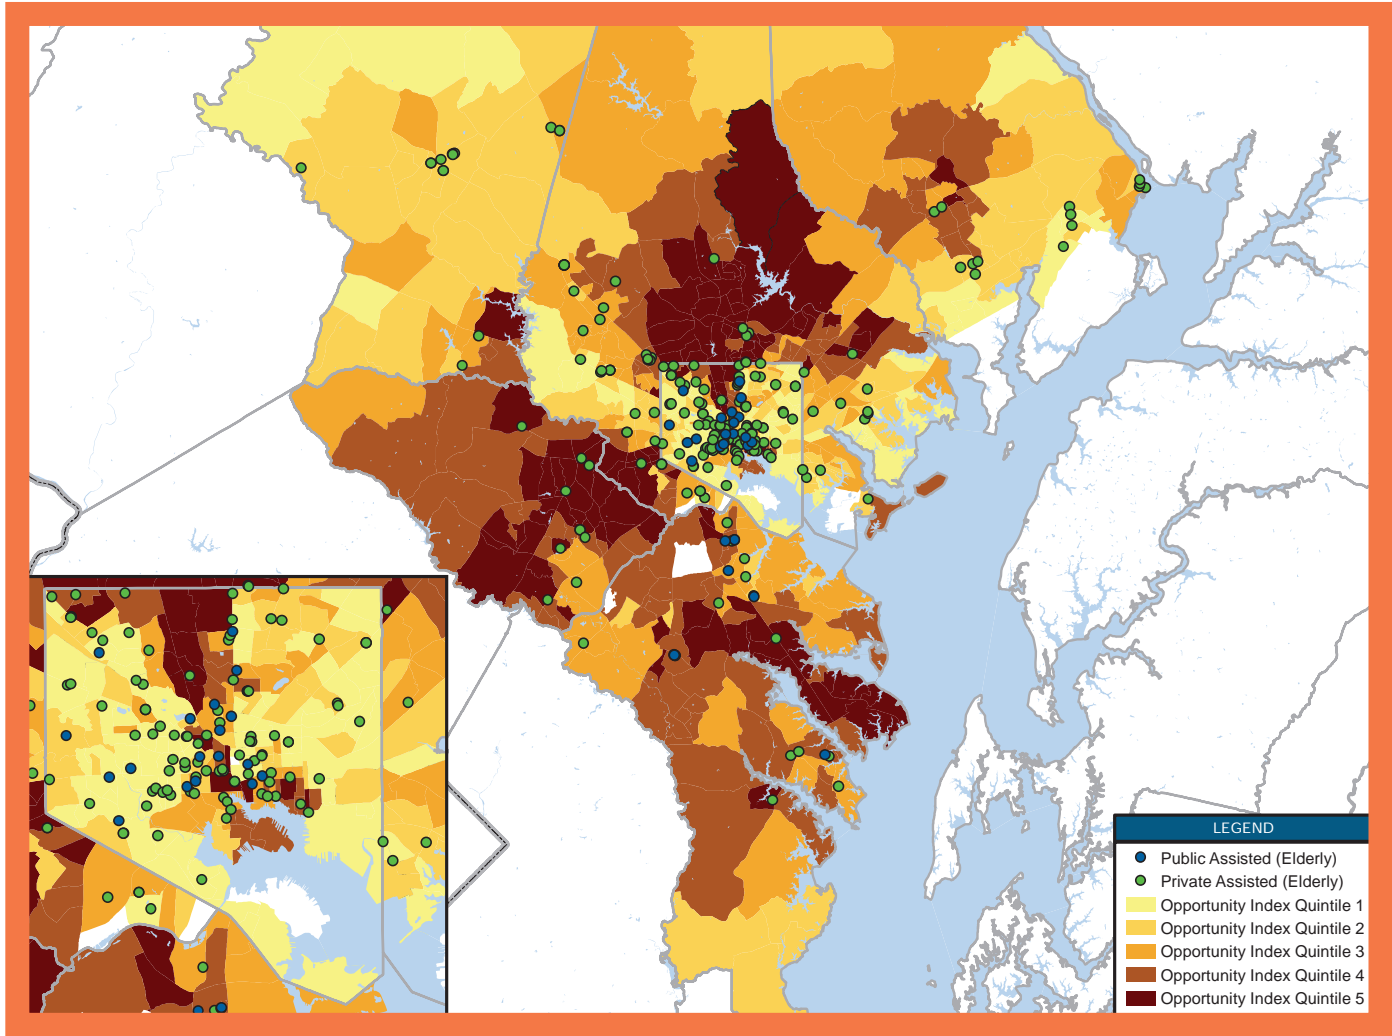 LEGEND
Public Assisted (Elderly)
Private Assisted (Elderly)
Opportunity Index Quintile 1
Opportunity Index Quintile 2
Opportunity Index Quintile 3
Opportunity Index Quintile 4
Opportunity Index Quintile 5